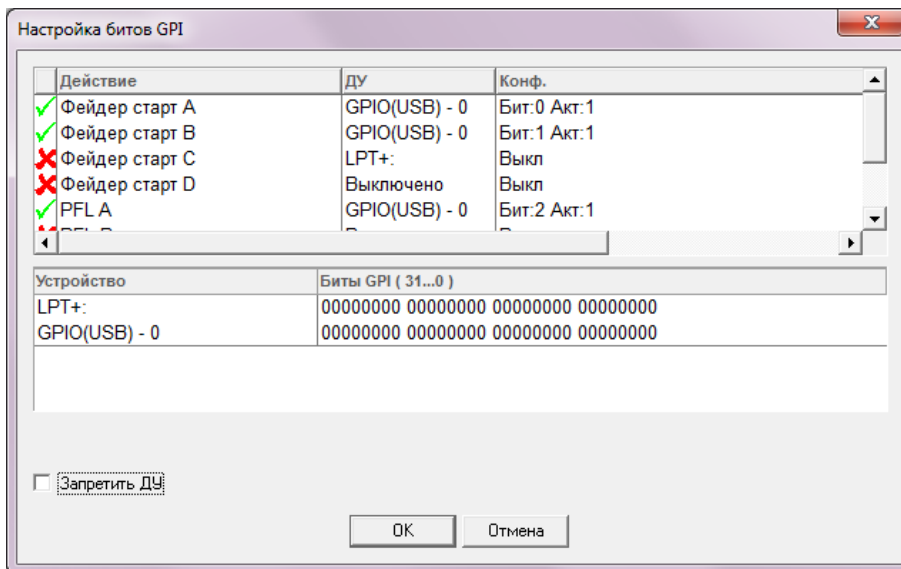 Настройка битов GPI
Действие ДУ Конф.
Фейдер старт A GPIO(USB) - 0 Бит:0 Акт:1
Фейдер старт B GPIO(USB) - 0 Бит:1 Акт:1
Фейдер старт C LPT+: Выкл
Фейдер старт D Выключено Выкл
PFL A GPIO(USB) - 0 Бит:2 Акт:1
Устройство Биты GPI ( 31...0 )
LPT+: 00000000 00000000 00000000 00000000
GPIO(USB) - 0 00000000 00000000 00000000 00000000
Запретить ДУ
OK Отмена